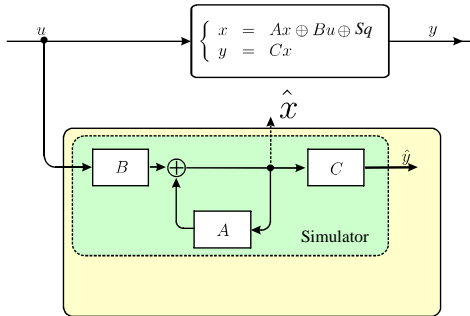 u
x = Ax ⊕ Bu ⊕ Sq
y = Cx
y
x̂
B
⊕
C
ŷ
A
Simulator